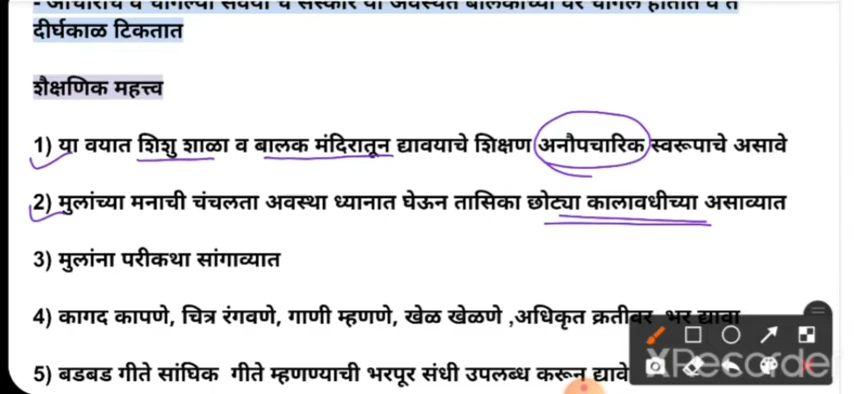 दीर्घकाळ टिकतात
शैक्षणिक महत्त्व
1) या वयात शिशु शाळा व बालक मंदिरातून द्यावयाचे शिक्षण अनौपचारिक स्वरूपाचे असावे
2) मुलांच्या मनाची चंचलता अवस्था ध्यानात घेऊन तासिका छोट्या कालावधीच्या असाव्यात
3) मुलांना परीकथा सांगाव्यात
4) कागद कापणे, चित्र रंगवणे, गाणी म्हणणे, खेळ खेळणे ,अधिकृत क्रतीवर भर द्यावा
5) बडबड गीते सांघिक गीते म्हणण्याची भरपूर संधी उपलब्ध करून द्यावे
XRecorder